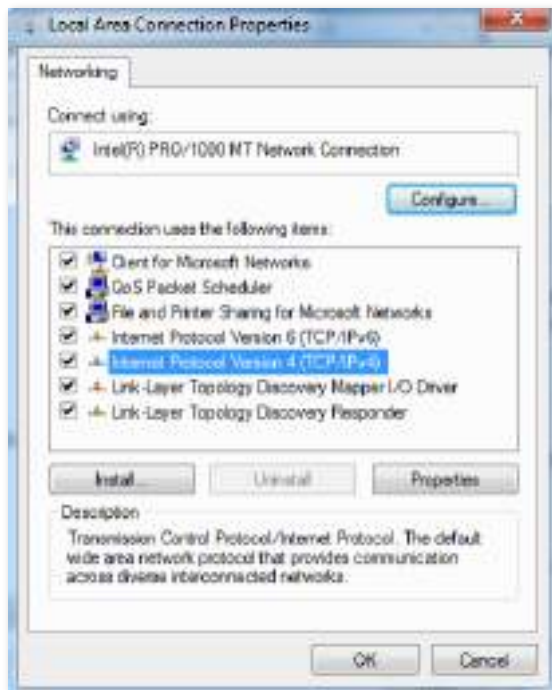 Local Area Connection Properties
Networking
Connect using:
Intel(R) PRO/1000 MT Network Connection
Configure...
This connection uses the following items:
Client for Microsoft Networks
QoS Packet Scheduler
File and Printer Sharing for Microsoft Networks
Internet Protocol Version 6 (TCP/IPv6)
Internet Protocol Version 4 (TCP/IPv4)
Link-Layer Topology Discovery Mapper I/O Driver
Link-Layer Topology Discovery Responder
Install... Uninstall Properties
Description
Transmission Control Protocol/Internet Protocol. The default
wide area network protocol that provides communication
across diverse interconnected networks.
OK Cancel